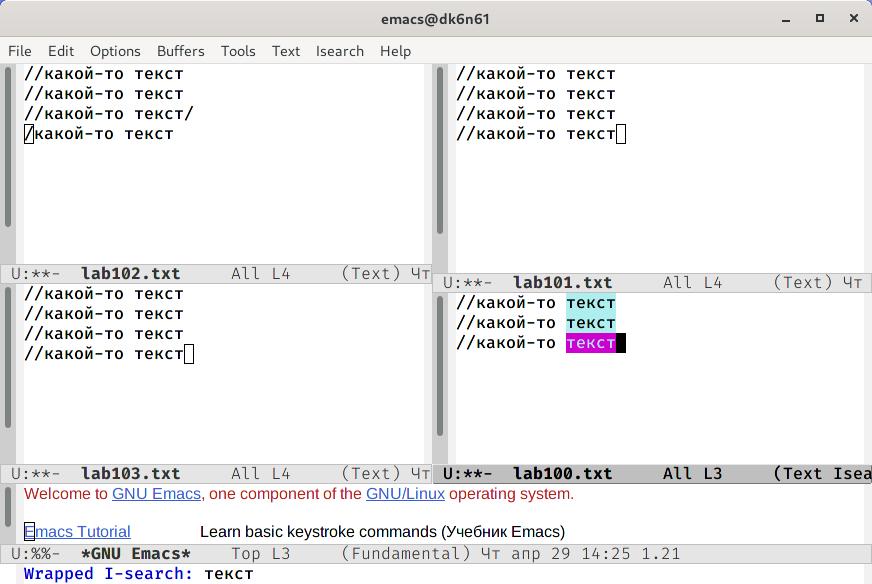 emacs@dk6n61
File Edit Options Buffers Tools Text Isearch Help
//какой-то текст
//какой-то текст
//какой-то текст/
/какой-то текст
U:**-  lab102.txt     All L4     (Text) Чт
//какой-то текст
//какой-то текст
//какой-то текст
//какой-то текст
U:**-  lab101.txt     All L4     (Text) Чт
//какой-то текст
//какой-то текст
//какой-то текст
//какой-то текст
U:**-  lab103.txt     All L4     (Text) Чт
//какой-то текст
//какой-то текст
//какой-то текст
U:**-  lab100.txt     All L3     (Text Isea
Welcome to GNU Emacs, one component of the GNU/Linux operating system.
Emacs Tutorial     Learn basic keystroke commands (Учебник Emacs)
U:%%-  *GNU Emacs*    Top L3     (Fundamental) Чт апр 29 14:25 1.21
Wrapped I-search: текст